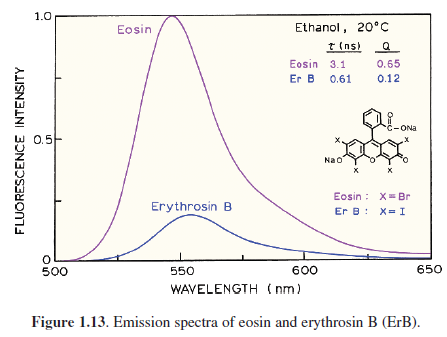 Eosin
Ethanol, 20°C
τ (ns) Q
Eosin 3.1 0.65
Er B 0.61 0.12
1.0
0.5
0
FLUORESCENCE INTENSITY
O
C-ONa
X X
NaO O O
X X
Eosin: X=Br
Er B: X=I
Erythrosin B
500 550 600 650
WAVELENGTH (nm)
Figure 1.13. Emission spectra of eosin and erythrosin B (ErB).